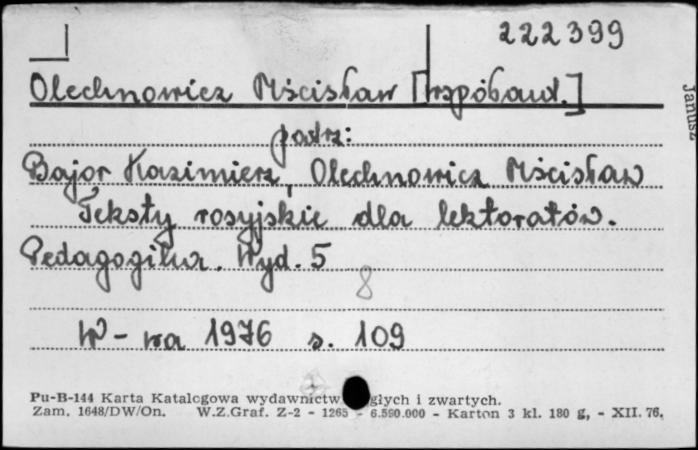 222399
Olechnowicz Mścisław [współaut.]
patrz:
Bajor Kazimierz, Olechnowicz Mścisław
Teksty rosyjskie dla lektoratów.
Pedagogika. Wyd. 5
8
W-wa 1976 s. 109
Pu-B-144 Karta Katalogowa wydawnictw głych i zwartych.
Zam. 1648/DW/On. W.Z.Graf. Z-2 - 1265 - 6.590.000 - Karton 3 kl. 180 g, - XII. 76.
Janusz